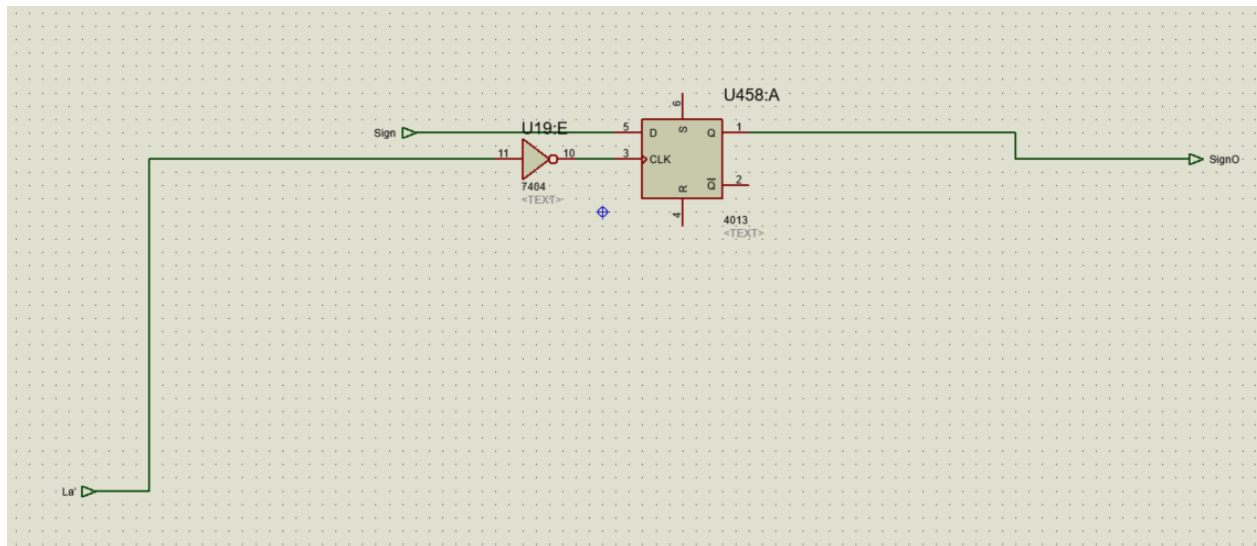 U458:A
Sign
U19:E
5
D
S
6
Q
1
11
10
3
CLK
SignO
7404
<TEXT>
R
4
Q
2
4013
<TEXT>
La'